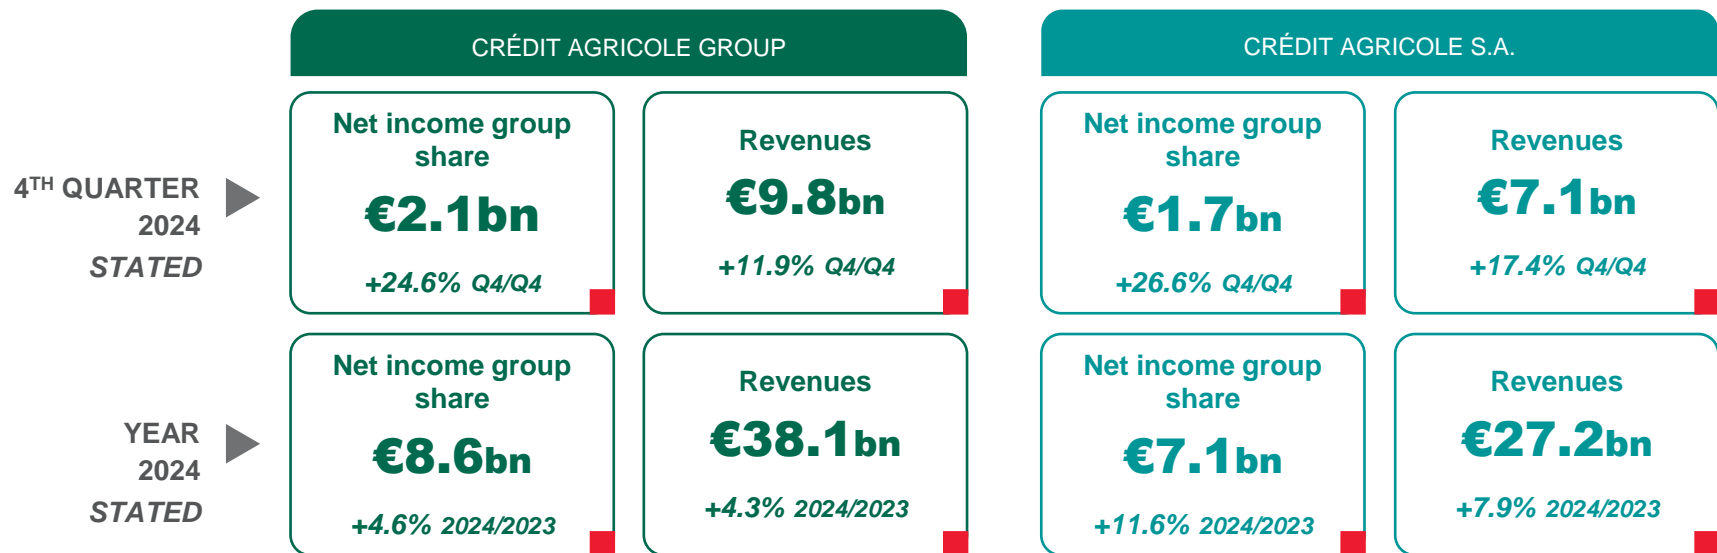 CRÉDIT AGRICOLE GROUP
CRÉDIT AGRICOLE S.A.
4TH QUARTER
2024
STATED
Net income group
share
€2.1bn
+24.6% Q4/Q4
Revenues
€9.8bn
+11.9% Q4/Q4
Net income group
share
€1.7bn
+26.6% Q4/Q4
Revenues
€7.1bn
+17.4% Q4/Q4
YEAR
2024
STATED
Net income group
share
€8.6bn
+4.6% 2024/2023
Revenues
€38.1bn
+4.3% 2024/2023
Net income group
share
€7.1bn
+11.6% 2024/2023
Revenues
€27.2bn
+7.9% 2024/2023